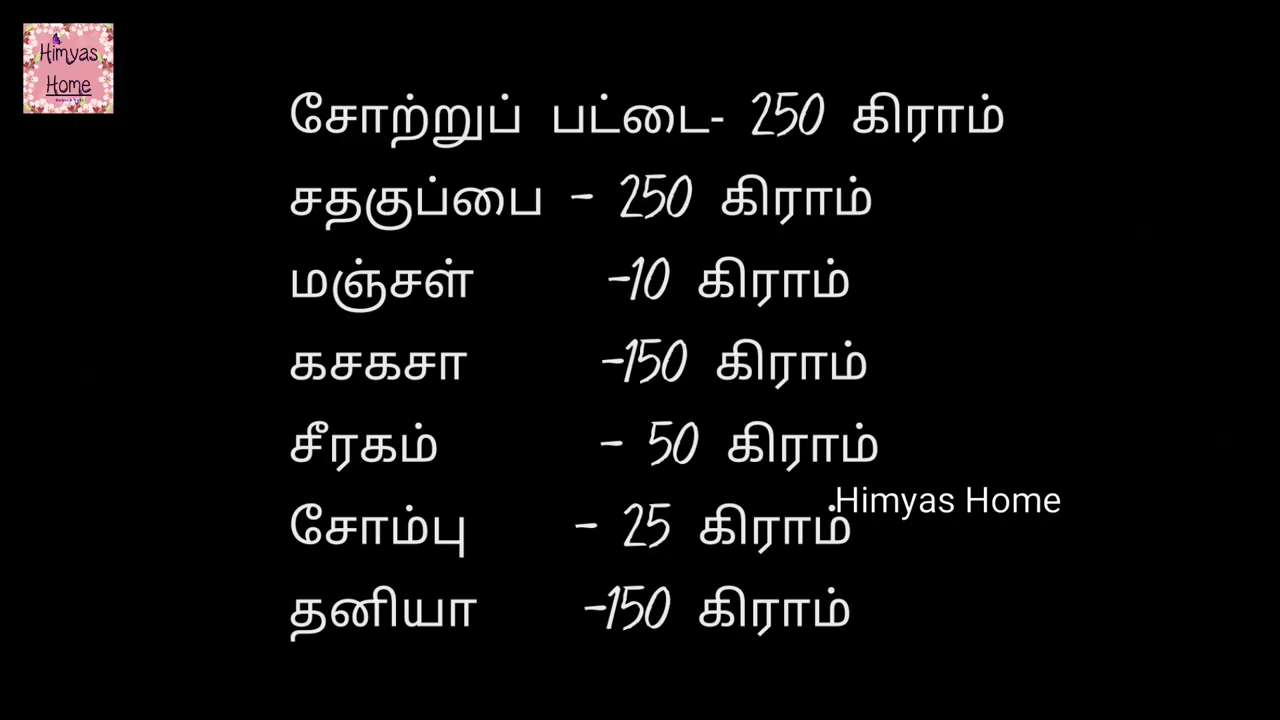 Himyas
Home
சோற்றுப் பட்டை- 250 கிராம்
சதகுப்பை - 250 கிராம்
மஞ்சள் -10 கிராம்
கசகசா -150 கிராம்
சீரகம் - 50 கிராம்
Himyas Home
சோம்பு - 25 கிராம்
தனியா -150 கிராம்